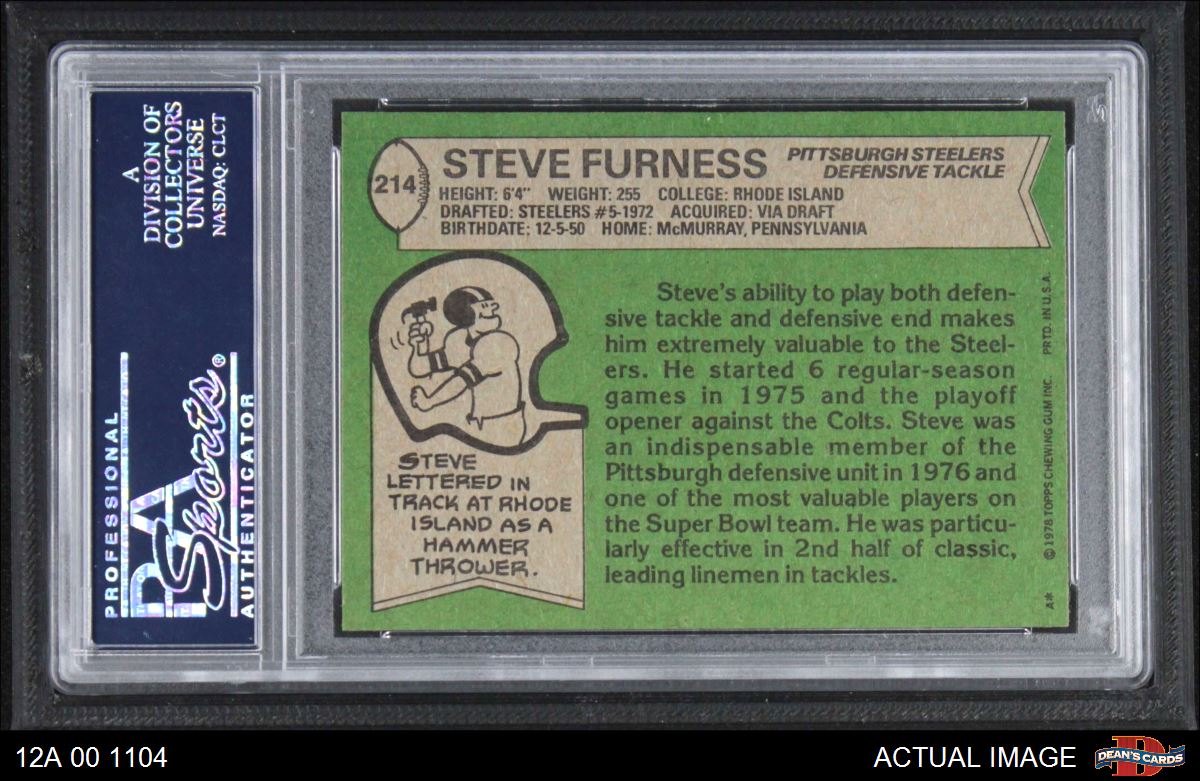 A
DIVISION OF
COLLECTORS
UNIVERSE
NASDAQ: CLCT
PROFESSIONAL
PSA
Sports®
AUTHENTICATOR
214
STEVE FURNESS
PITTSBURGH STEELERS
DEFENSIVE TACKLE
HEIGHT: 6'4" WEIGHT: 255 COLLEGE: RHODE ISLAND
DRAFTED: STEELERS #5-1972 ACQUIRED: VIA DRAFT
BIRTHDATE: 12-5-50 HOME: McMURRAY, PENNSYLVANIA
STEVE
LETTERED IN
TRACK AT RHODE
ISLAND AS A
HAMMER
THROWER.
Steve's ability to play both defen-
sive tackle and defensive end makes
him extremely valuable to the Steel-
ers. He started 6 regular-season
games in 1975 and the playoff
opener against the Colts. Steve was
an indispensable member of the
Pittsburgh defensive unit in 1976 and
one of the most valuable players on
the Super Bowl team. He was particu-
larly effective in 2nd half of classic,
leading linemen in tackles.
A* © 1978 TOPPS CHEWING GUM INC. PRTD. IN U.S.A.
12A 00 1104
ACTUAL IMAGE
D
DEAN'S CARDS